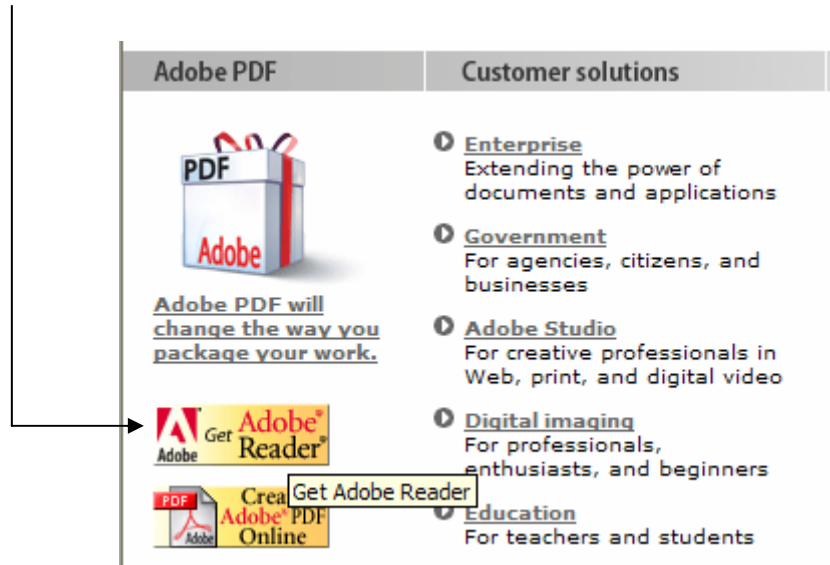 Adobe PDF
PDF
Adobe
Adobe PDF will
change the way you
package your work.
Adobe
Get Adobe®
Reader®
Get Adobe Reader
PDF
Adobe
Adobe® PDF
Online
Customer solutions
Enterprise
Extending the power of
documents and applications
Government
For agencies, citizens, and
businesses
Adobe Studio
For creative professionals in
Web, print, and digital video
Digital imaging
For professionals,
enthusiasts, and beginners
Education
For teachers and students